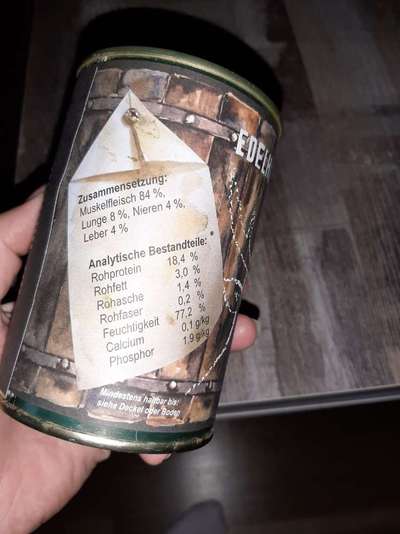 EDEL
Zusammensetzung:
Muskelfleisch 84 %,
Lunge 8 %, Nieren 4 %,
Leber 4 %
Analytische Bestandteile:
Rohprotein 18,4 %
Rohfett 3,0 %
Rohasche 1,4 %
Rohfaser 0,2 %
Feuchtigkeit 77,2 %
Calcium 0,1 g/kg
Phosphor 1,9 g/kg
Mindestens haltbar bis:
siehe Deckel oder Boden